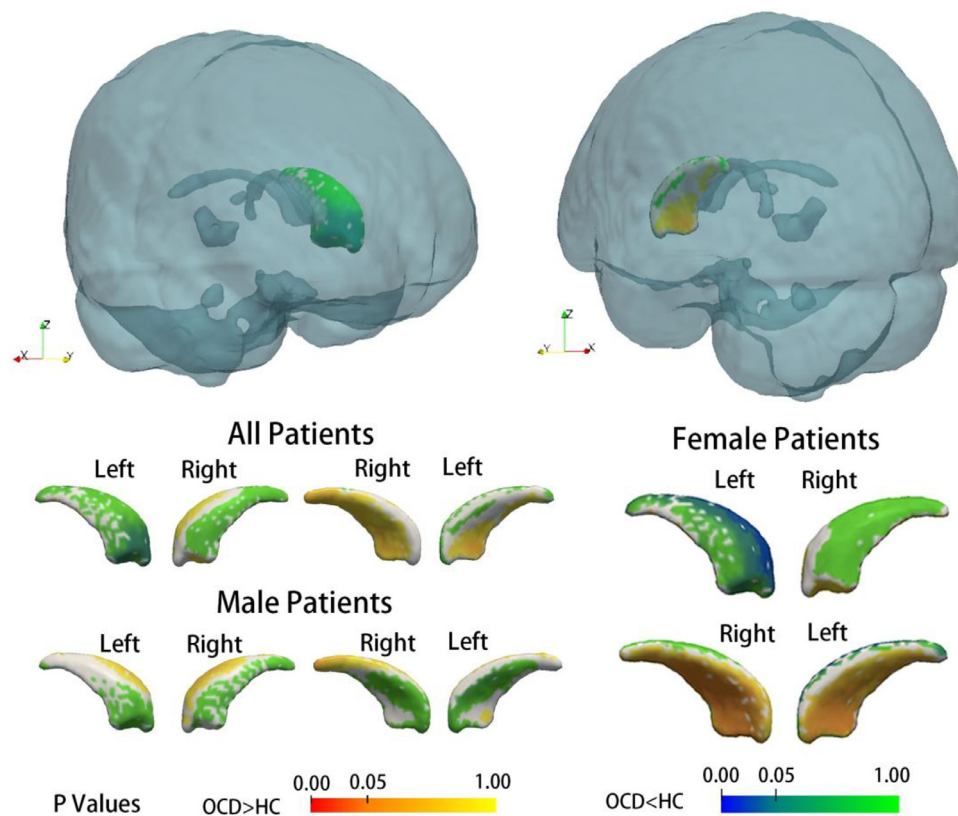 Z
X
Y
Z
Y
X
All Patients
Left Right Right Left
Female Patients
Left Right
Male Patients
Left Right Right Left
Right Left
P Values
OCD>HC
0.00 0.05 1.00
OCD<HC
0.00 0.05 1.00